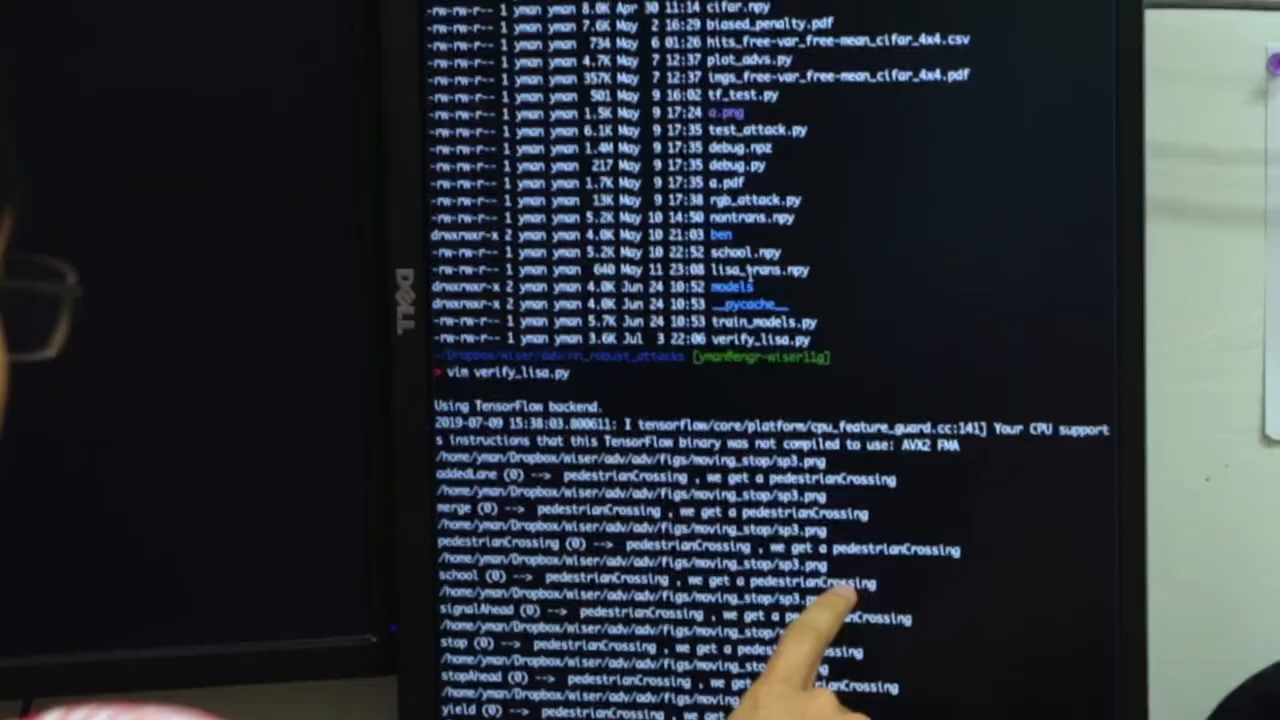 -rw-rw-r-- 1 yman yman 8.0K Apr 30 11:14 cifar.npy
-rw-rw-r-- 1 yman yman 7.6K May 2 16:29 biased_penalty.pdf
-rw-rw-r-- 1 yman yman 734 May 6 01:26 hits_free-var_free-mean_cifar_4x4.csv
-rw-rw-r-- 1 yman yman 4.7K May 7 12:37 plot_advs.py
-rw-rw-r-- 1 yman yman 357K May 7 12:37 imgs_free-var_free-mean_cifar_4x4.pdf
-rw-rw-r-- 1 yman yman 501 May 9 16:02 tf_test.py
-rw-rw-r-- 1 yman yman 1.5K May 9 17:24 a.png
-rw-rw-r-- 1 yman yman 6.1K May 9 17:35 test_attack.py
-rw-rw-r-- 1 yman yman 1.4M May 9 17:35 debug.npz
-rw-rw-r-- 1 yman yman 217 May 9 17:35 debug.py
-rw-rw-r-- 1 yman yman 1.7K May 9 17:35 a.pdf
-rw-rw-r-- 1 yman yman 13K May 9 17:38 rgb_attack.py
-rw-rw-r-- 1 yman yman 5.2K May 10 14:50 nontrans.npy
drwxrwxr-x 2 yman yman 4.0K May 10 21:03 ben
-rw-rw-r-- 1 yman yman 5.2K May 10 22:52 school.npy
-rw-rw-r-- 1 yman yman 640 May 11 23:08 lisa_trans.npy
drwxrwxr-x 2 yman yman 4.0K Jun 24 10:52 models
drwxrwxr-x 2 yman yman 4.0K Jun 24 10:53 __pycache__
-rw-rw-r-- 1 yman yman 5.7K Jun 24 10:53 train_models.py
-rw-rw-r-- 1 yman yman 3.6K Jul 3 22:06 verify_lisa.py
[yman@engr-wiser11g]
> vim verify_lisa.py
Using TensorFlow backend.
2019-07-09 15:38:03.800611: I tensorflow/core/platform/cpu_feature_guard.cc:141] Your CPU support
s instructions that this TensorFlow binary was not compiled to use: AVX2 FMA
/home/yman/Dropbox/wiser/adv/adv/figs/moving_stop/sp3.png
addedLane (0) --> pedestrianCrossing , we get a pedestrianCrossing
/home/yman/Dropbox/wiser/adv/adv/figs/moving_stop/sp3.png
merge (0) --> pedestrianCrossing , we get a pedestrianCrossing
/home/yman/Dropbox/wiser/adv/adv/figs/moving_stop/sp3.png
pedestrianCrossing (0) --> pedestrianCrossing , we get a pedestrianCrossing
/home/yman/Dropbox/wiser/adv/adv/figs/moving_stop/sp3.png
school (0) --> pedestrianCrossing , we get a pedestrianCrossing
/home/yman/Dropbox/wiser/adv/adv/figs/moving_stop/sp3.p
signalAhead (0) --> pedestrianCrossing , we get a pe anCrossing
/home/yman/Dropbox/wiser/adv/adv/figs/moving_stop/
stop (0) --> pedestrianCrossing , we get a pedes ssing
/home/yman/Dropbox/wiser/adv/adv/figs/moving_sto ng
stopAhead (0) --> pedestrianCrossing , we get rianCrossing
/home/yman/Dropbox/wiser/adv/adv/figs/moving
yield (0) --> pedestrianCrossing , we get
DELL